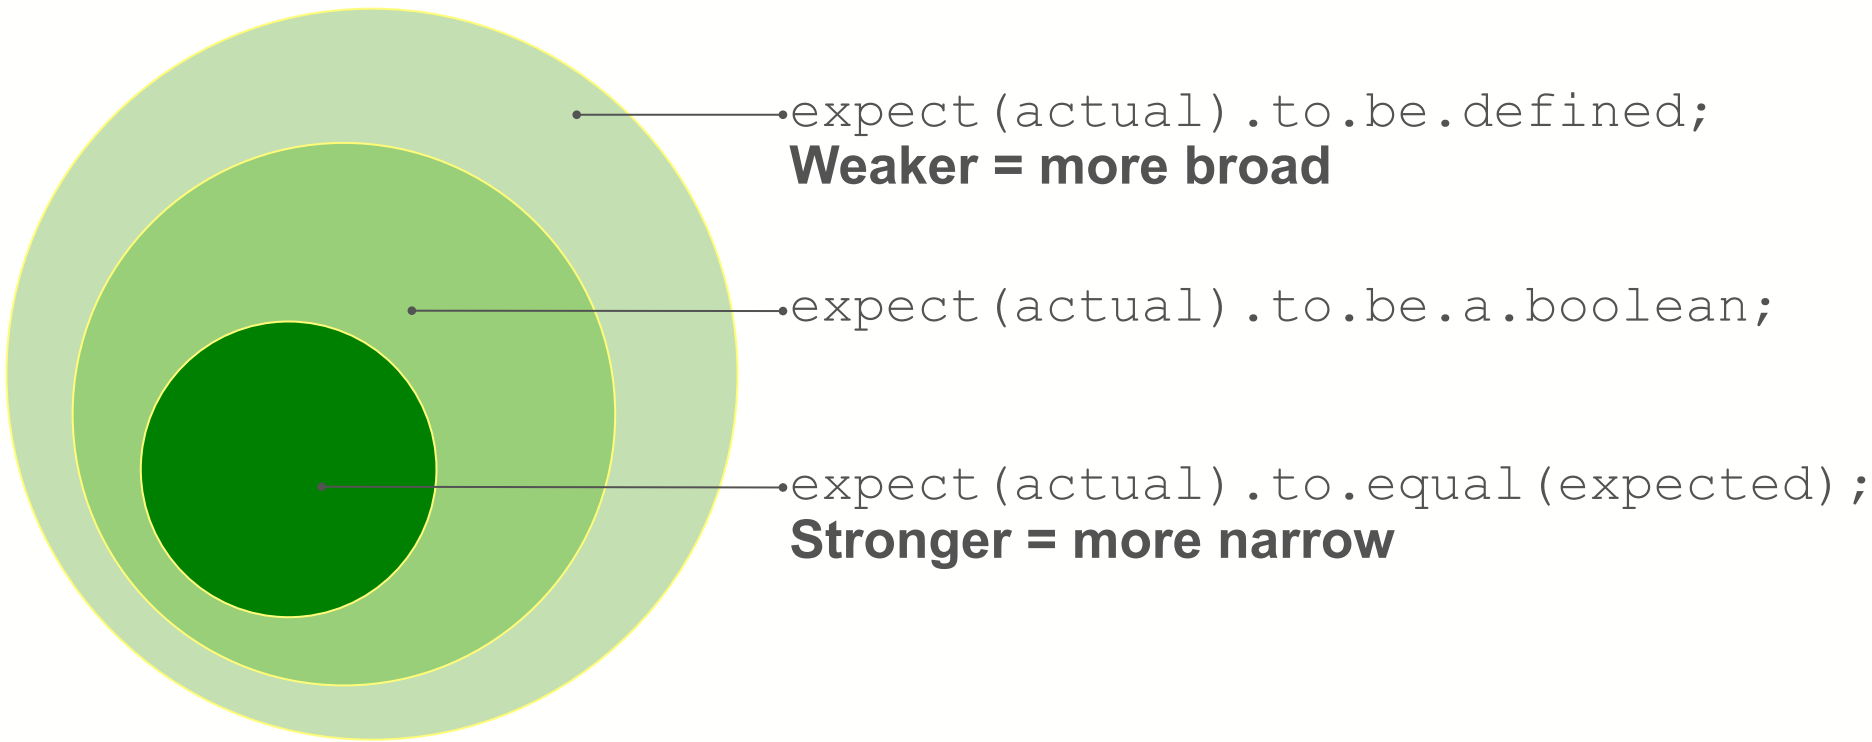 expect(actual).to.be.defined;
Weaker = more broad
expect(actual).to.be.a.boolean;
expect(actual).to.equal(expected);
Stronger = more narrow